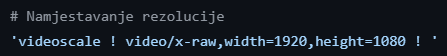 # Namjestavanje rezolucije
'videoscale ! video/x-raw,width=1920,height=1080 ! '